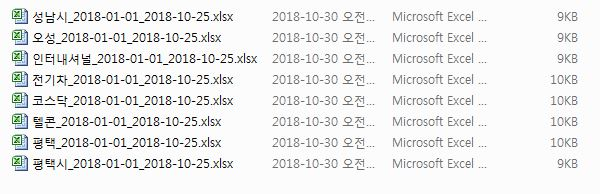 성남시_2018-01-01_2018-10-25.xlsx 2018-10-30 오전... Microsoft Excel ... 9KB
오성_2018-01-01_2018-10-25.xlsx 2018-10-30 오전... Microsoft Excel ... 9KB
인터내셔널_2018-01-01_2018-10-25.xlsx 2018-10-30 오전... Microsoft Excel ... 9KB
전기차_2018-01-01_2018-10-25.xlsx 2018-10-30 오전... Microsoft Excel ... 10KB
코스닥_2018-01-01_2018-10-25.xlsx 2018-10-30 오전... Microsoft Excel ... 10KB
텔콘_2018-01-01_2018-10-25.xlsx 2018-10-30 오전... Microsoft Excel ... 10KB
평택_2018-01-01_2018-10-25.xlsx 2018-10-30 오전... Microsoft Excel ... 10KB
평택시_2018-01-01_2018-10-25.xlsx 2018-10-30 오전... Microsoft Excel ... 9KB